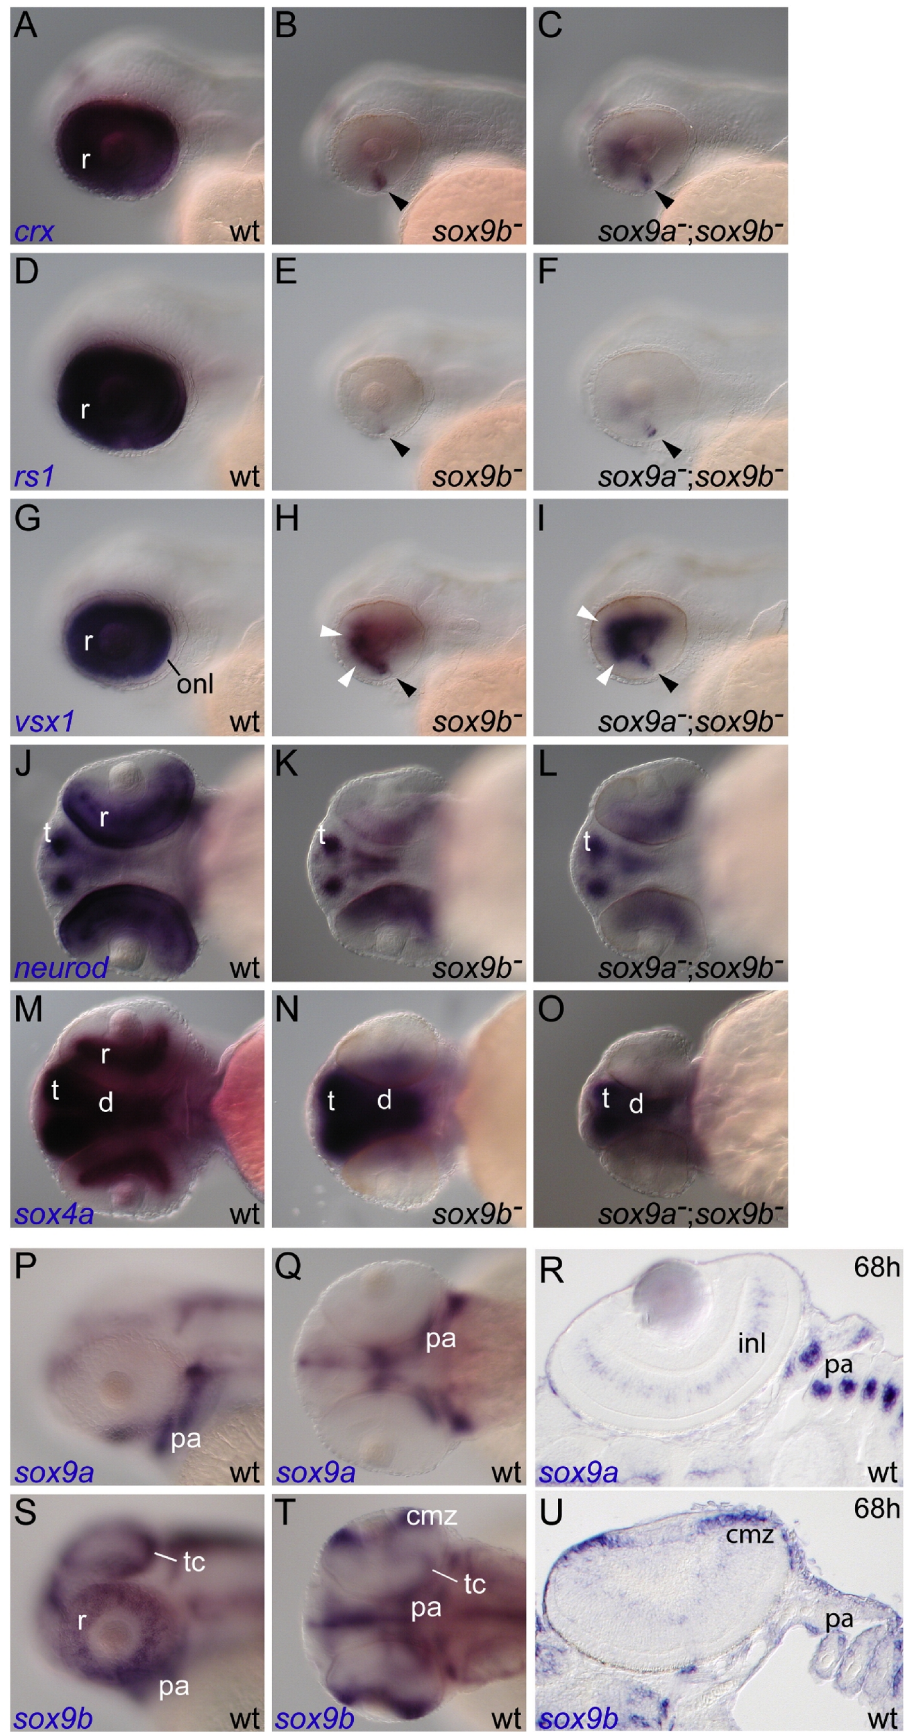 A
r
crx
wt
B
sox9b-
C
sox9a-;sox9b-
D
r
rs1
wt
E
sox9b-
F
sox9a-;sox9b-
G
r
onl
vsx1
wt
H
sox9b-
I
sox9a-;sox9b-
J
t
r
neurod
wt
K
t
sox9b-
L
t
sox9a-;sox9b-
M
r
t
d
sox4a
wt
N
t
d
sox9b-
O
t
d
sox9a-;sox9b-
P
pa
sox9a
wt
Q
pa
sox9a
wt
R
68h
inl
pa
sox9a
wt
S
tc
r
pa
sox9b
wt
T
cmz
tc
pa
sox9b
wt
U
68h
cmz
pa
sox9b
wt